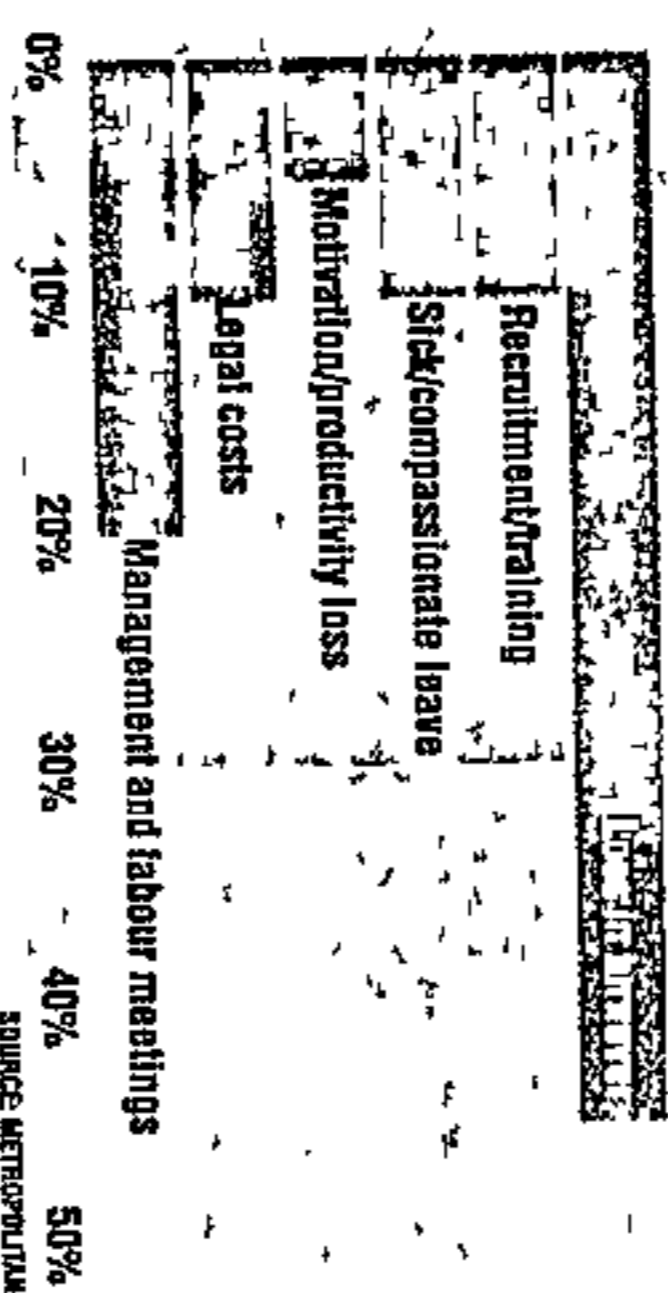 Recruitment/training
Sick/compassionate leave
Motivation/productivity loss
Legal costs
Management and labour meetings
0% 10% 20% 30% 40% 50%
SOURCE METROPOLITAN